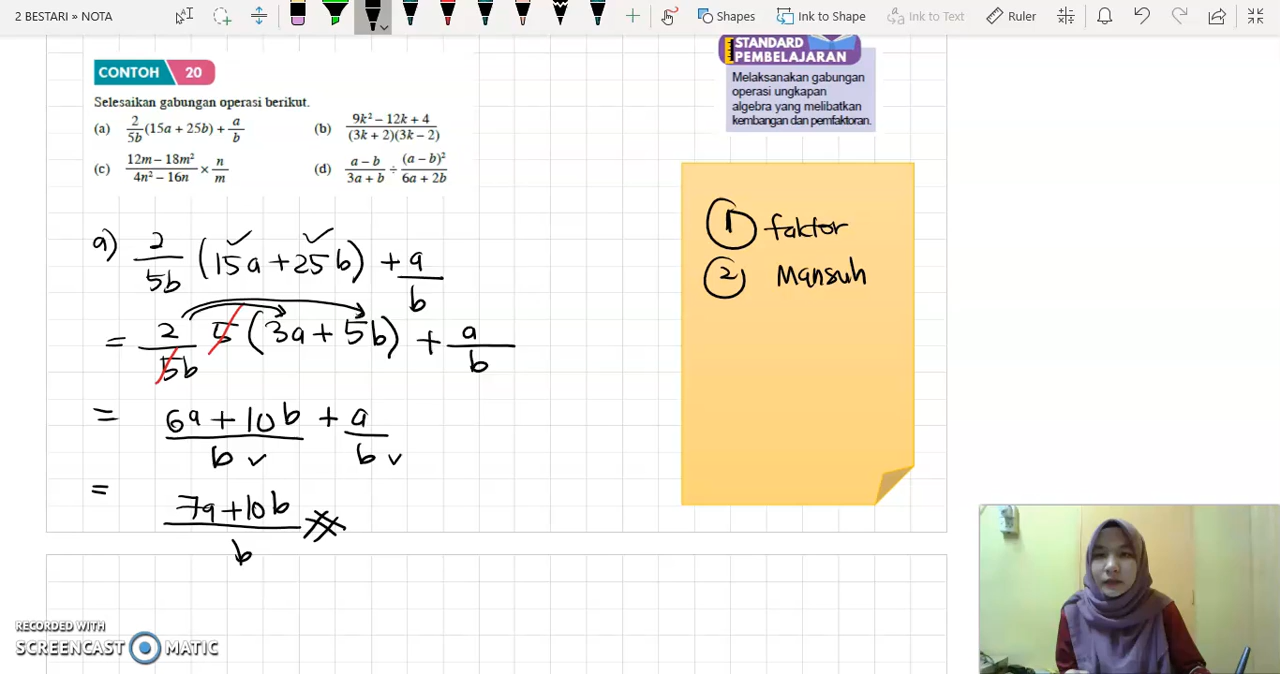 2 BESTARI » NOTA
Shapes
Ink to Shape
Ink to Text
Ruler
CONTOH 20
Selesaikan gabungan operasi berikut.
(a) 2/5b (15a + 25b) + a/b
(b) 9k² − 12k + 4 / (3k + 2)(3k − 2)
(c) 12m − 18m² / 4n² − 16n × n/m
(d) a − b / 3a + b ÷ (a − b)² / 6a + 2b
STANDARD
PEMBELAJARAN
Melaksanakan gabungan
operasi ungkapan
algebra yang melibatkan
kembangan dan pemfaktoran.
a) 2/5b (15a + 25b) + a/b
= 2/5b 5 (3a + 5b) + a/b
= 6a + 10b / b + a/b
= 7a + 10b / b
1 faktor
2 Mansuh
RECORDED WITH
SCREENCAST MATIC